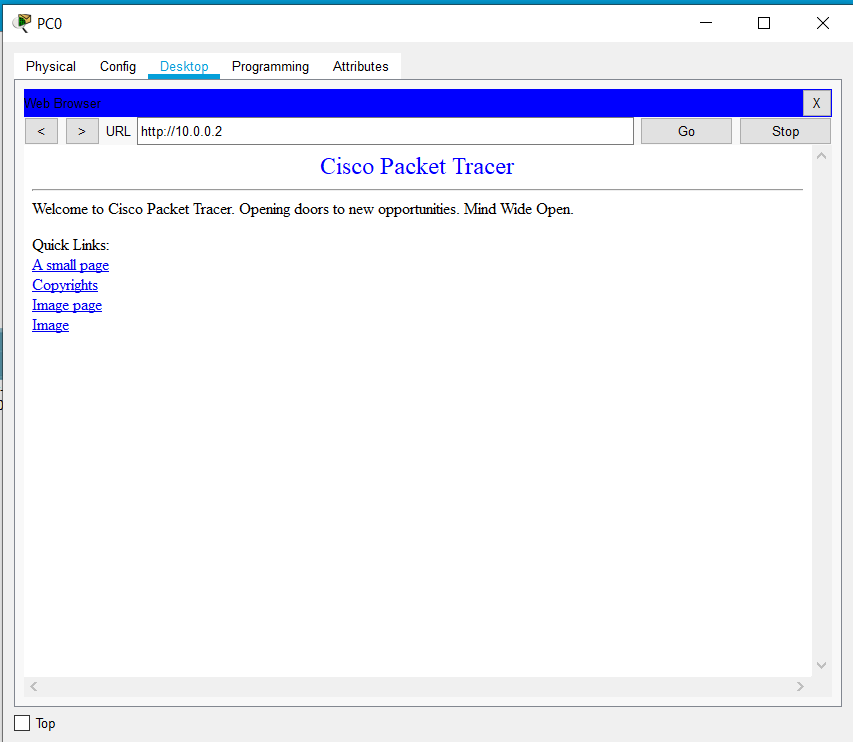 PC0
Physical Config Desktop Programming Attributes
Web Browser X
< > URL http://10.0.0.2 Go Stop
Cisco Packet Tracer
Welcome to Cisco Packet Tracer. Opening doors to new opportunities. Mind Wide Open.
Quick Links:
A small page
Copyrights
Image page
Image
Top